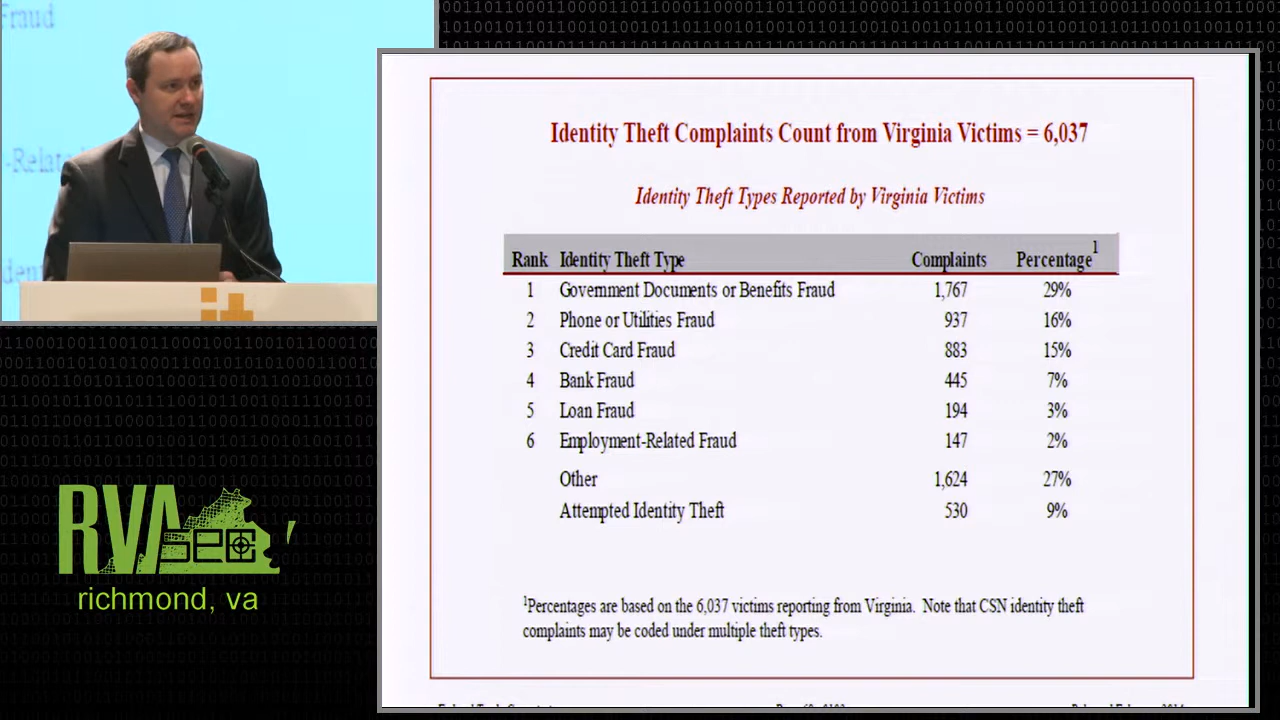 Fraud
-Relat
dent
Identity Theft Complaints Count from Virginia Victims = 6,037
Identity Theft Types Reported by Virginia Victims
Rank Identity Theft Type Complaints Percentage1
1 Government Documents or Benefits Fraud 1,767 29%
2 Phone or Utilities Fraud 937 16%
3 Credit Card Fraud 883 15%
4 Bank Fraud 445 7%
5 Loan Fraud 194 3%
6 Employment-Related Fraud 147 2%
Other 1,624 27%
Attempted Identity Theft 530 9%
1Percentages are based on the 6,037 victims reporting from Virginia. Note that CSN identity theft
complaints may be coded under multiple theft types.
RVA
SEC
richmond, va